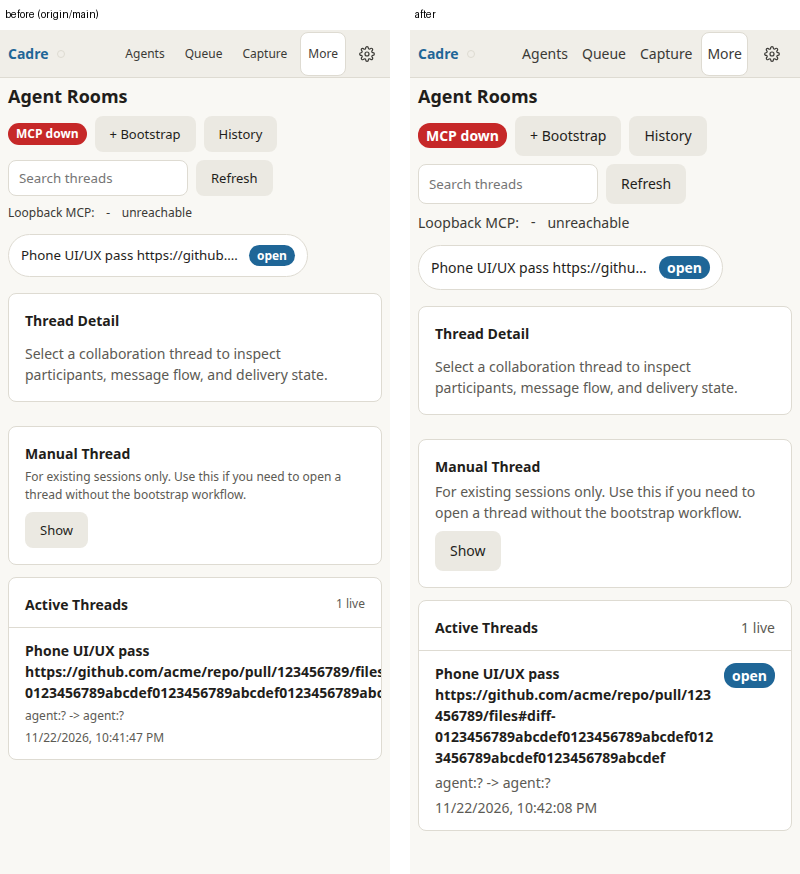 before (origin/main)
Cadre
Agents
Queue
Capture
More
Agent Rooms
MCP down
+ Bootstrap
History
Search threads
Refresh
Loopback MCP: - unreachable
Phone UI/UX pass https://github....
open
Thread Detail
Select a collaboration thread to inspect
participants, message flow, and delivery state.
Manual Thread
For existing sessions only. Use this if you need to open a
thread without the bootstrap workflow.
Show
Active Threads
1 live
Phone UI/UX pass
https://github.com/acme/repo/pull/123456789/files
0123456789abcdef0123456789abcdef0123456789abc
agent:? -> agent:?
11/22/2026, 10:41:47 PM
after
Cadre
Agents
Queue
Capture
More
Agent Rooms
MCP down
+ Bootstrap
History
Search threads
Refresh
Loopback MCP: - unreachable
Phone UI/UX pass https://githu...
open
Thread Detail
Select a collaboration thread to inspect
participants, message flow, and delivery state.
Manual Thread
For existing sessions only. Use this if you need to
open a thread without the bootstrap workflow.
Show
Active Threads
1 live
Phone UI/UX pass
open
https://github.com/acme/repo/pull/123
456789/files#diff-
0123456789abcdef0123456789abcdef012
3456789abcdef0123456789abcdef
agent:? -> agent:?
11/22/2026, 10:42:08 PM